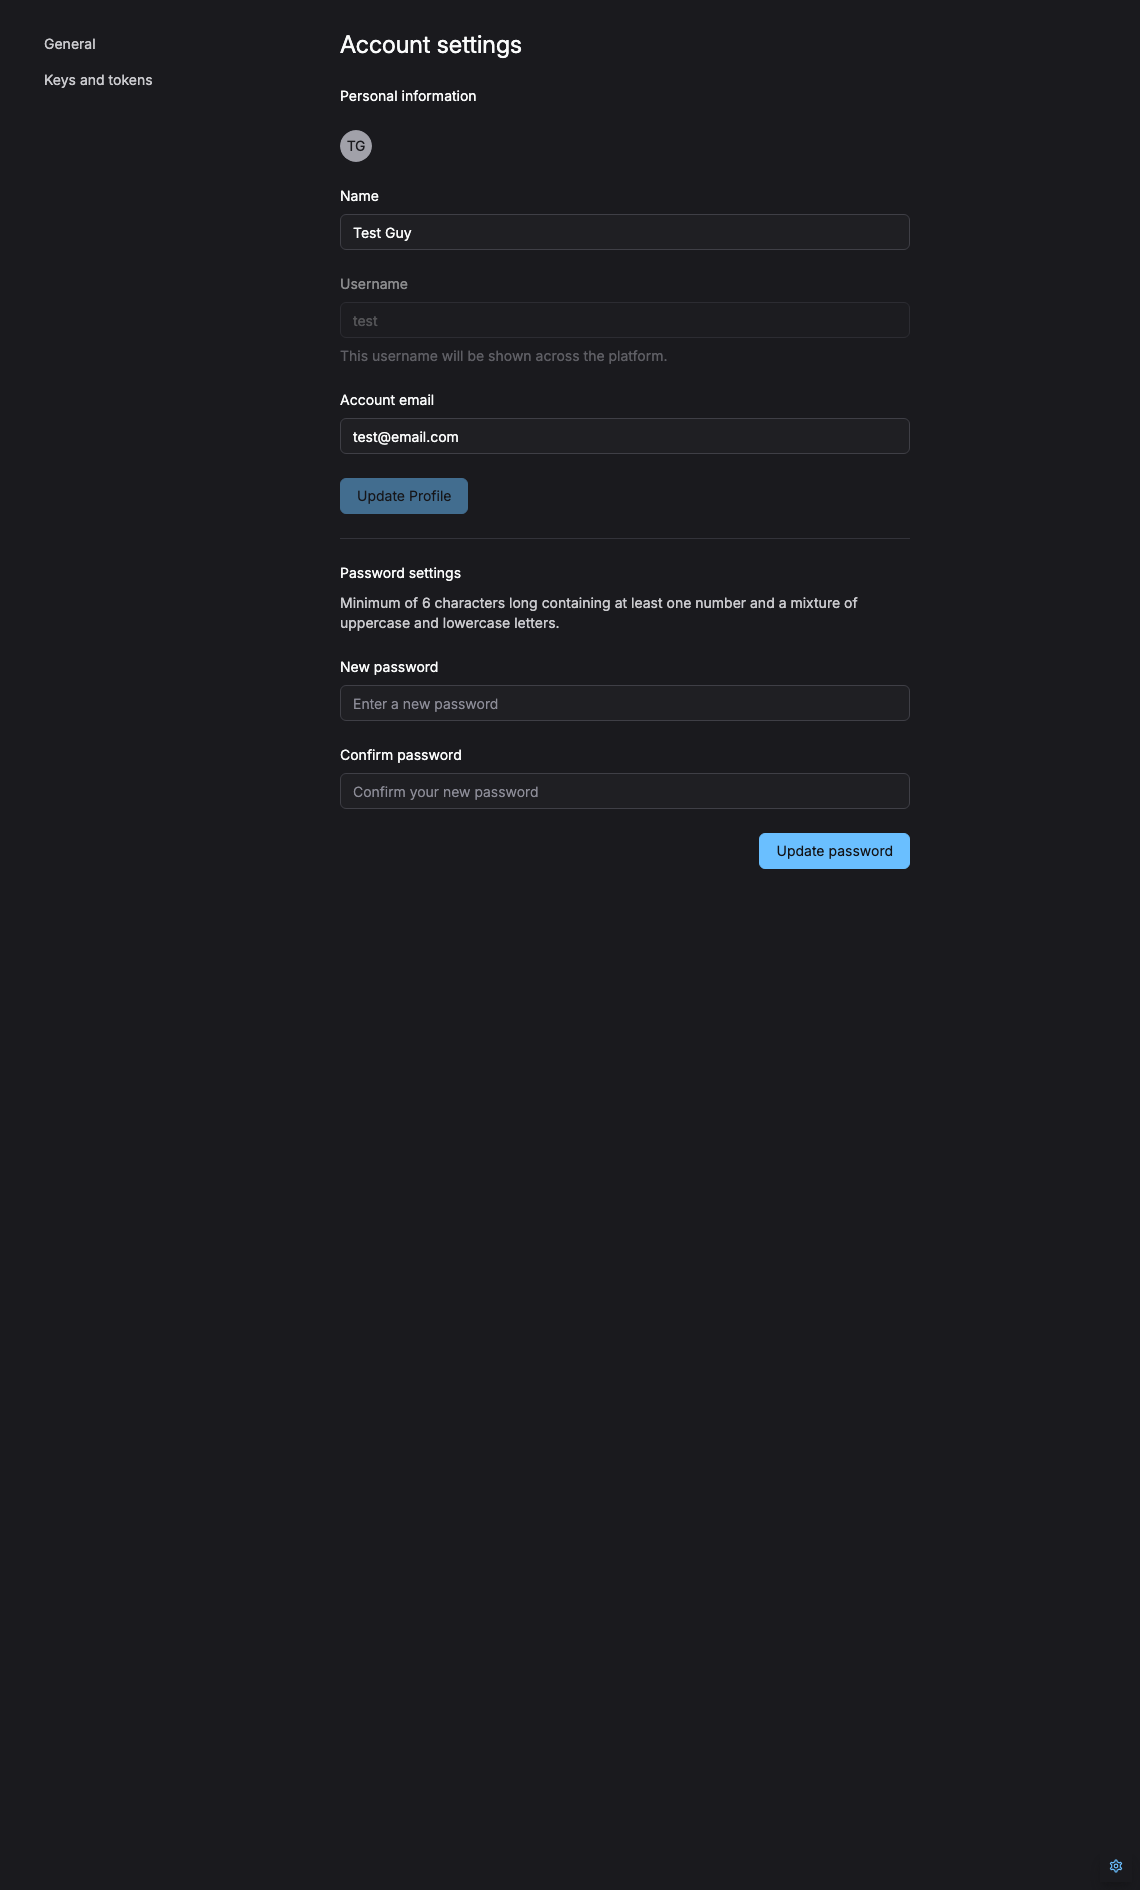 General
Keys and tokens
Account settings
Personal information
TG
Name
Test Guy
Username
test
This username will be shown across the platform.
Account email
test@email.com
Update Profile
Password settings
Minimum of 6 characters long containing at least one number and a mixture of
uppercase and lowercase letters.
New password
Enter a new password
Confirm password
Confirm your new password
Update password